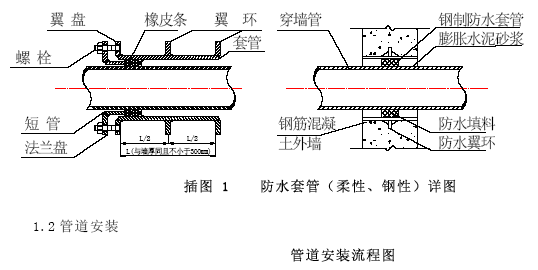 翼 盘
橡皮条
翼 环
套管
螺 栓
短 管
法兰盘
L/2
L/2
L(与墙厚同且不小于300mm)
穿墙管
钢制防水套管
膨胀水泥砂浆
钢筋混凝
土外墙
防水填料
防水翼环
插图 1 防水套管（柔性、钢性）详图
1.2 管道安装
管道安装流程图